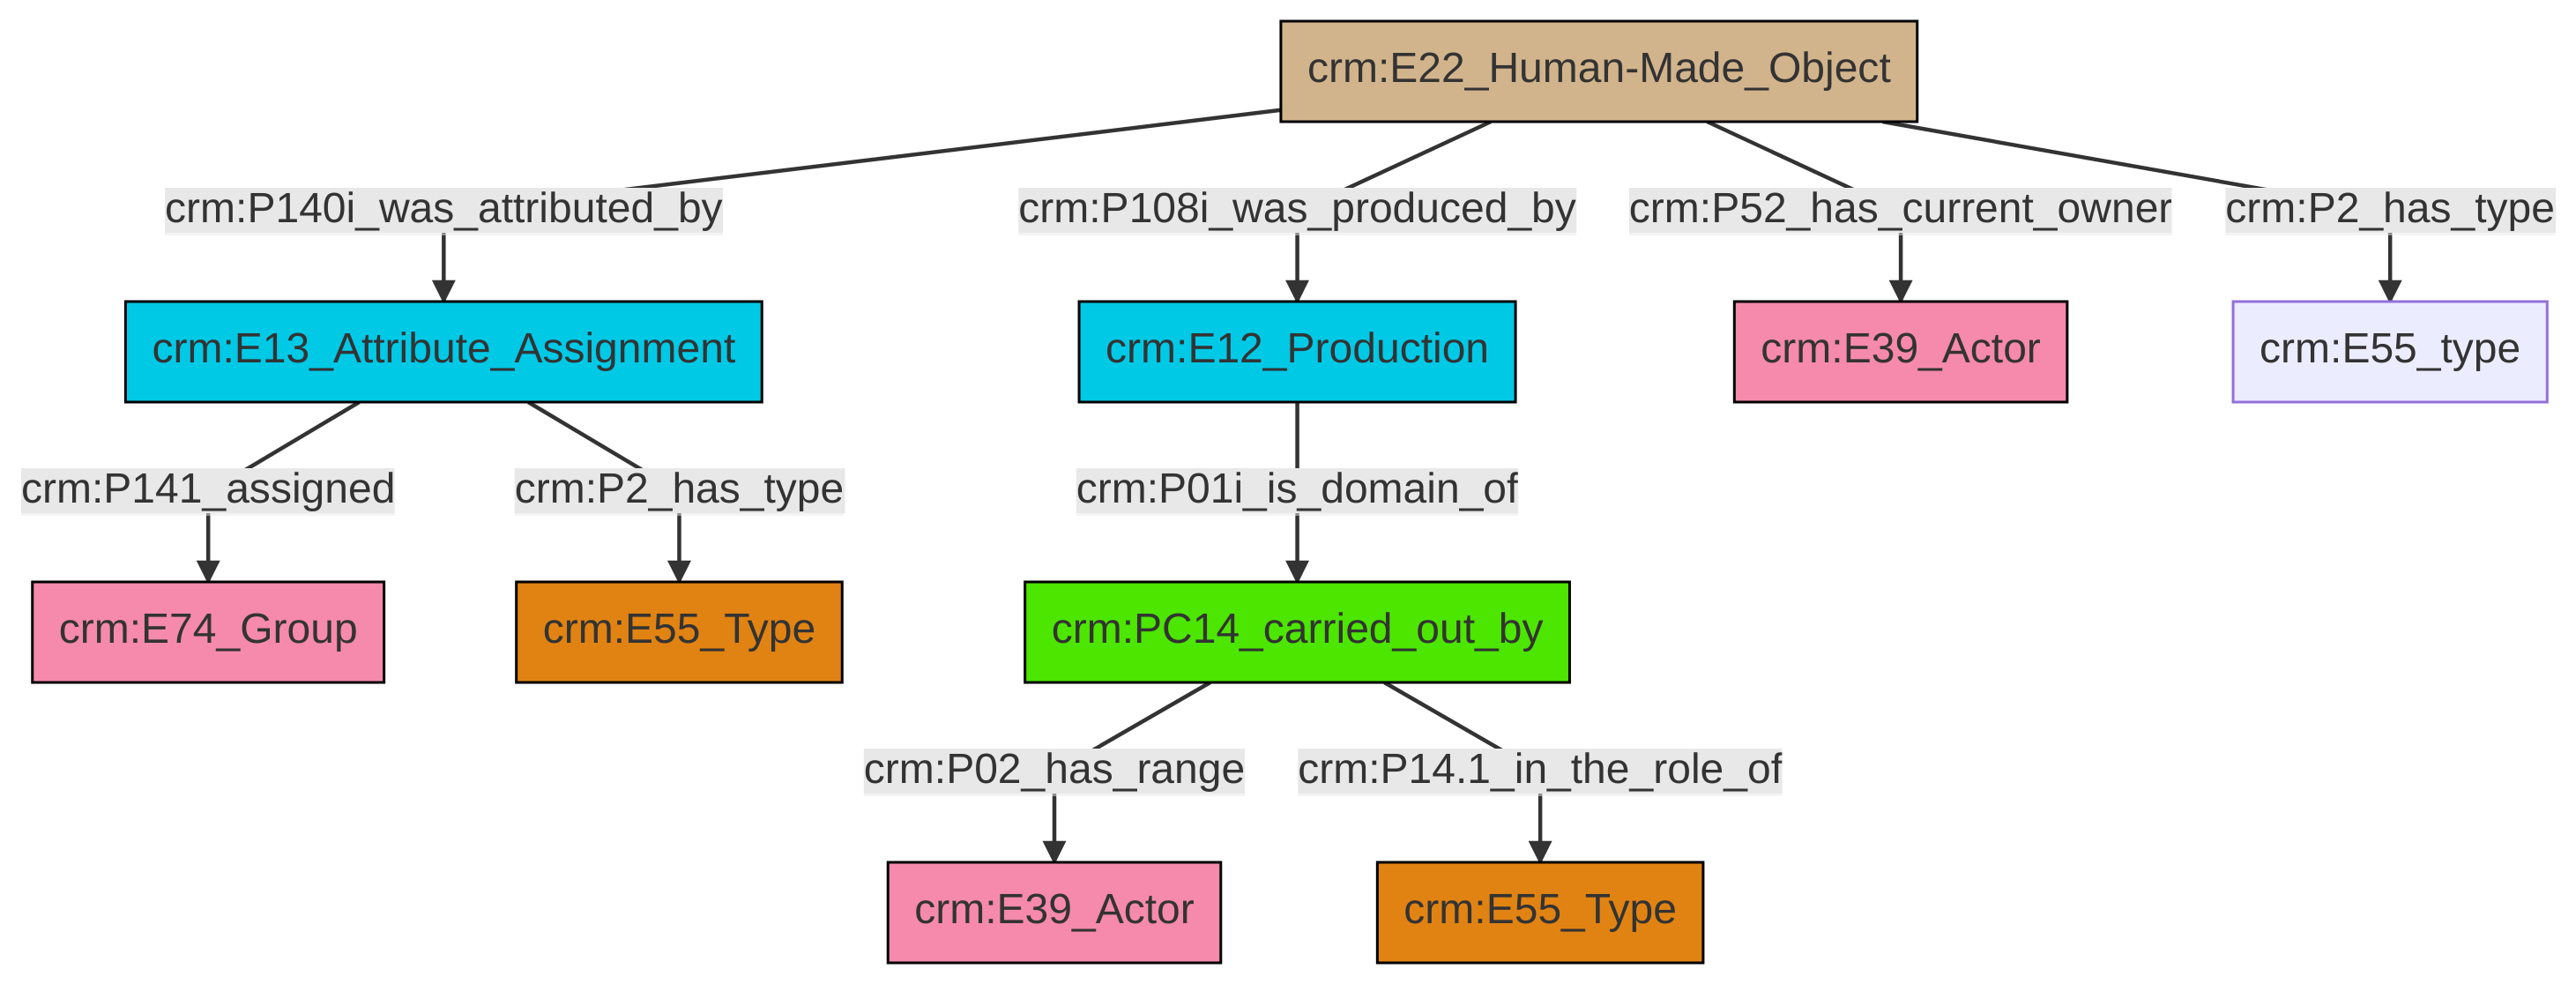 crm:E22_Human-Made_Object
crm:P140i_was_attributed_by
crm:P108i_was_produced_by
crm:P52_has_current_owner
crm:P2_has_type
crm:E13_Attribute_Assignment
crm:E12_Production
crm:E39_Actor
crm:E55_type
crm:P141_assigned
crm:P2_has_type
crm:P01i_is_domain_of
crm:E74_Group
crm:E55_Type
crm:PC14_carried_out_by
crm:P02_has_range
crm:P14.1_in_the_role_of
crm:E39_Actor
crm:E55_Type